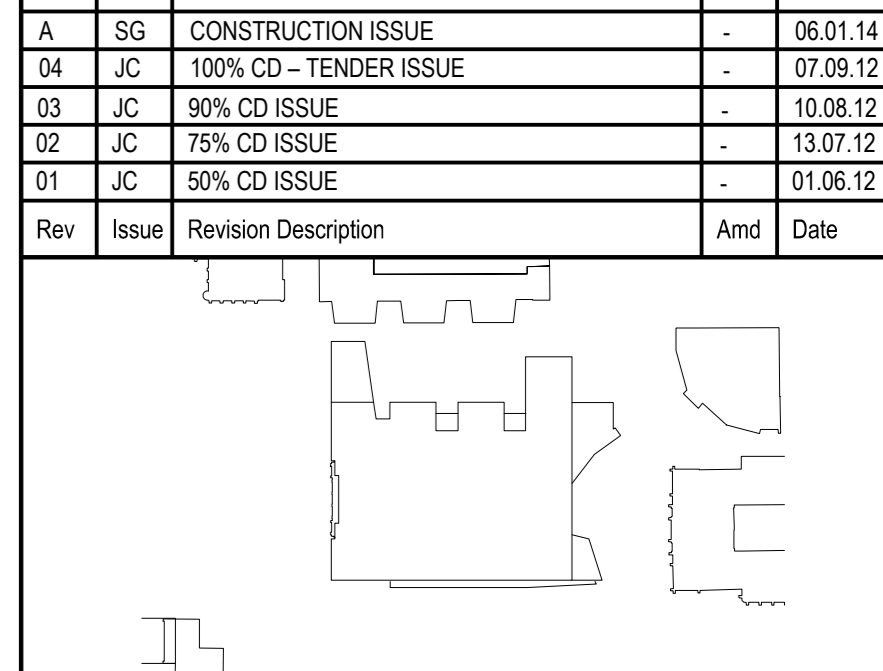 A SG CONSTRUCTION ISSUE - 06.01.14
04 JC 100% CD – TENDER ISSUE - 07.09.12
03 JC 90% CD ISSUE - 10.08.12
02 JC 75% CD ISSUE - 13.07.12
01 JC 50% CD ISSUE - 01.06.12
Rev Issue Revision Description Amd Date